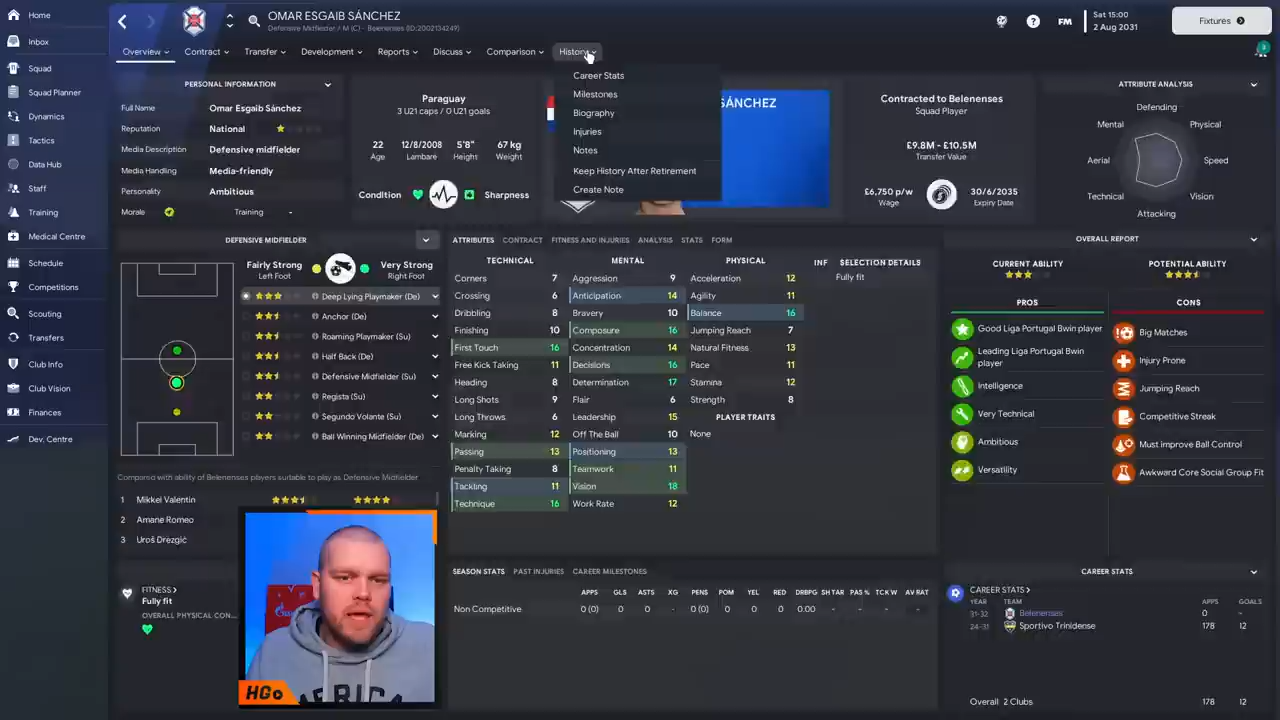 Home
Inbox
Squad
Squad Planner
Dynamics
Tactics
Data Hub
Staff
Training
Medical Centre
Schedule
Competitions
Scouting
Transfers
Club Info
Club Vision
Finances
Dev. Centre
OMAR ESGAIB SÁNCHEZ
Defensive Midfielder / M (C) - Belenenses (ID:2002134249)
FM
Sat 15:00
2 Aug 2031
Fixtures
3
Overview
Contract
Transfer
Development
Reports
Discuss
Comparison
History
Career Stats
Milestones
Biography
Injuries
Notes
Keep History After Retirement
Create Note
PERSONAL INFORMATION
Full Name Omar Esgaib Sánchez
Reputation National
Media Description Defensive midfielder
Media Handling Media-friendly
Personality Ambitious
Morale Training -
Paraguay
3 U21 caps / 0 U21 goals
22 12/8/2008 5'8" 67 kg
Age Lambaré Height Weight
Condition Sharpness
SÁNCHEZ
Contracted to Belenenses
Squad Player
£9.8M - £10.5M
Transfer Value
£6,750 p/w 30/6/2035
Wage Expiry Date
ATTRIBUTE ANALYSIS
Defending
Mental Physical
Aerial Speed
Technical Vision
Attacking
DEFENSIVE MIDFIELDER
Fairly Strong Very Strong
Left Foot Right Foot
Deep Lying Playmaker (De)
Anchor (De)
Roaming Playmaker (Su)
Half Back (De)
Defensive Midfielder (Su)
Regista (Su)
Segundo Volante (Su)
Ball Winning Midfielder (De)
Compared with ability of Belenenses players suitable to play as Defensive Midfielder
1 Mikkel Valentin
2 Amane Romeo
3 Uroš Drezgić
FITNESS
Fully fit
OVERALL PHYSICAL CON...
HGo
ATTRIBUTES CONTRACT FITNESS AND INJURIES ANALYSIS STATS FORM
TECHNICAL MENTAL PHYSICAL INF SELECTION DETAILS
Corners 7 Aggression 9 Acceleration 12 Fully fit
Crossing 6 Anticipation 14 Agility 11
Dribbling 8 Bravery 10 Balance 16
Finishing 10 Composure 16 Jumping Reach 7
First Touch 16 Concentration 14 Natural Fitness 13
Free Kick Taking 11 Decisions 16 Pace 11
Heading 8 Determination 17 Stamina 12
Long Shots 9 Flair 6 Strength 8
Long Throws 6 Leadership 15 PLAYER TRAITS
Marking 12 Off The Ball 10 None
Passing 13 Positioning 13
Penalty Taking 8 Teamwork 11
Tackling 11 Vision 18
Technique 16 Work Rate 12
SEASON STATS PAST INJURIES CAREER MILESTONES
APPS GLS ASTS XG PENS POM YEL RED DRBPG SH TAR PAS % TCK W AV RAT
Non Competitive 0 (0) 0 0 - 0 (0) 0 0 0 0.00 - - - -
OVERALL REPORT
CURRENT ABILITY POTENTIAL ABILITY
PROS CONS
Good Liga Portugal Bwin player
Leading Liga Portugal Bwin
player
Intelligence
Very Technical
Ambitious
Versatility
Big Matches
Injury Prone
Jumping Reach
Competitive Streak
Must Improve Ball Control
Awkward Core Social Group Fit
CAREER STATS
CAREER STATS
YEAR TEAM APPS GOALS
31-32 Belenenses 0 -
24-31 Sportivo Trinidense 178 12
Overall 2 Clubs 178 12